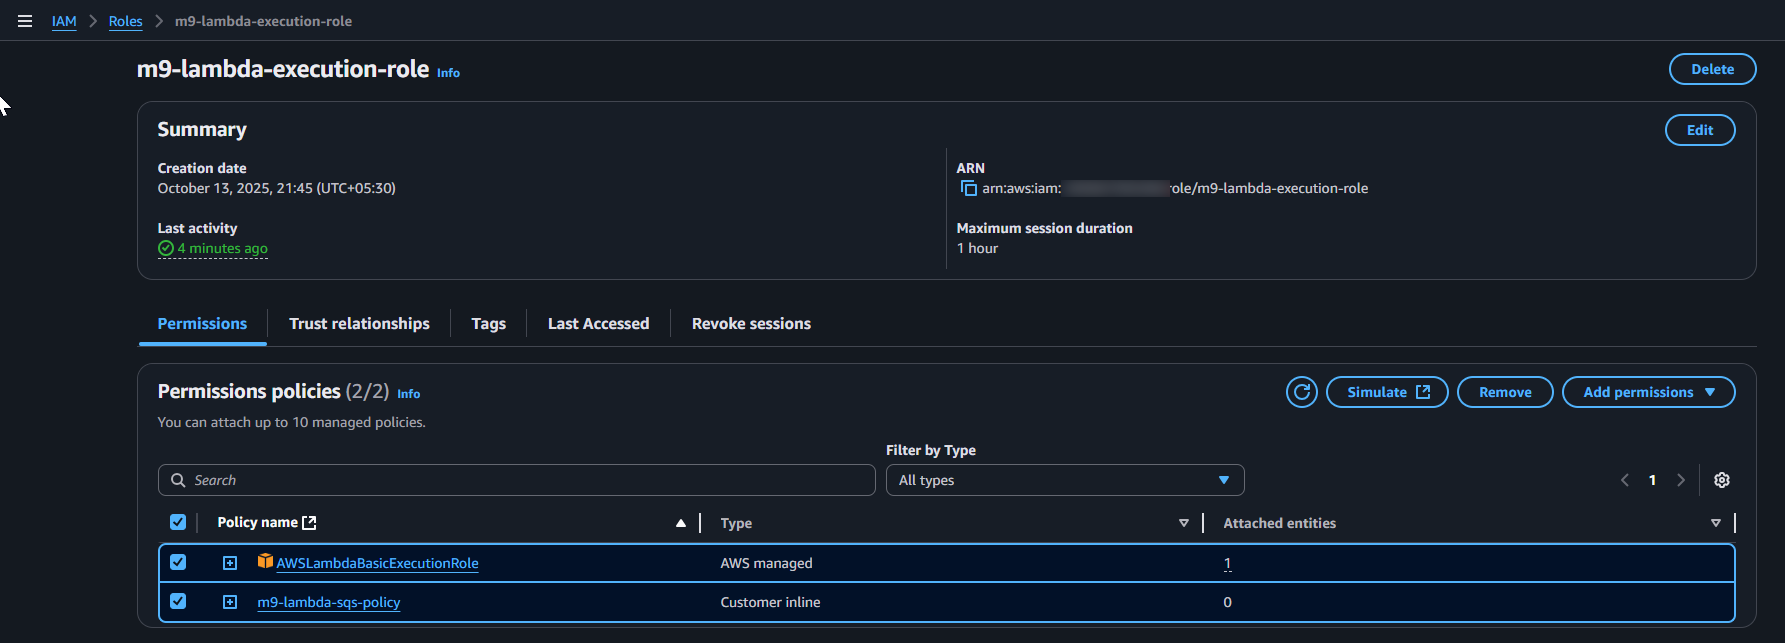 IAM > Roles > m9-lambda-execution-role
m9-lambda-execution-role Info
Delete
Summary
Edit
Creation date
October 13, 2025, 21:45 (UTC+05:30)
ARN
arn:aws:iam: role/m9-lambda-execution-role
Last activity
4 minutes ago
Maximum session duration
1 hour
Permissions
Trust relationships
Tags
Last Accessed
Revoke sessions
Permissions policies (2/2) Info
Simulate
Remove
Add permissions
You can attach up to 10 managed policies.
Filter by Type
Search
All types
1
Policy name
Type
Attached entities
AWSLambdaBasicExecutionRole
AWS managed
1
m9-lambda-sqs-policy
Customer inline
0